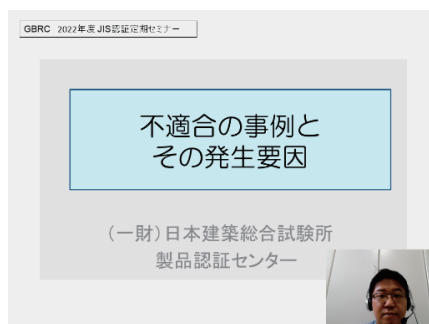 GBRC 2022年度JIS認証定期セミナー
不適合の事例と
その発生要因
（一財）日本建築総合試験所
製品認証センター